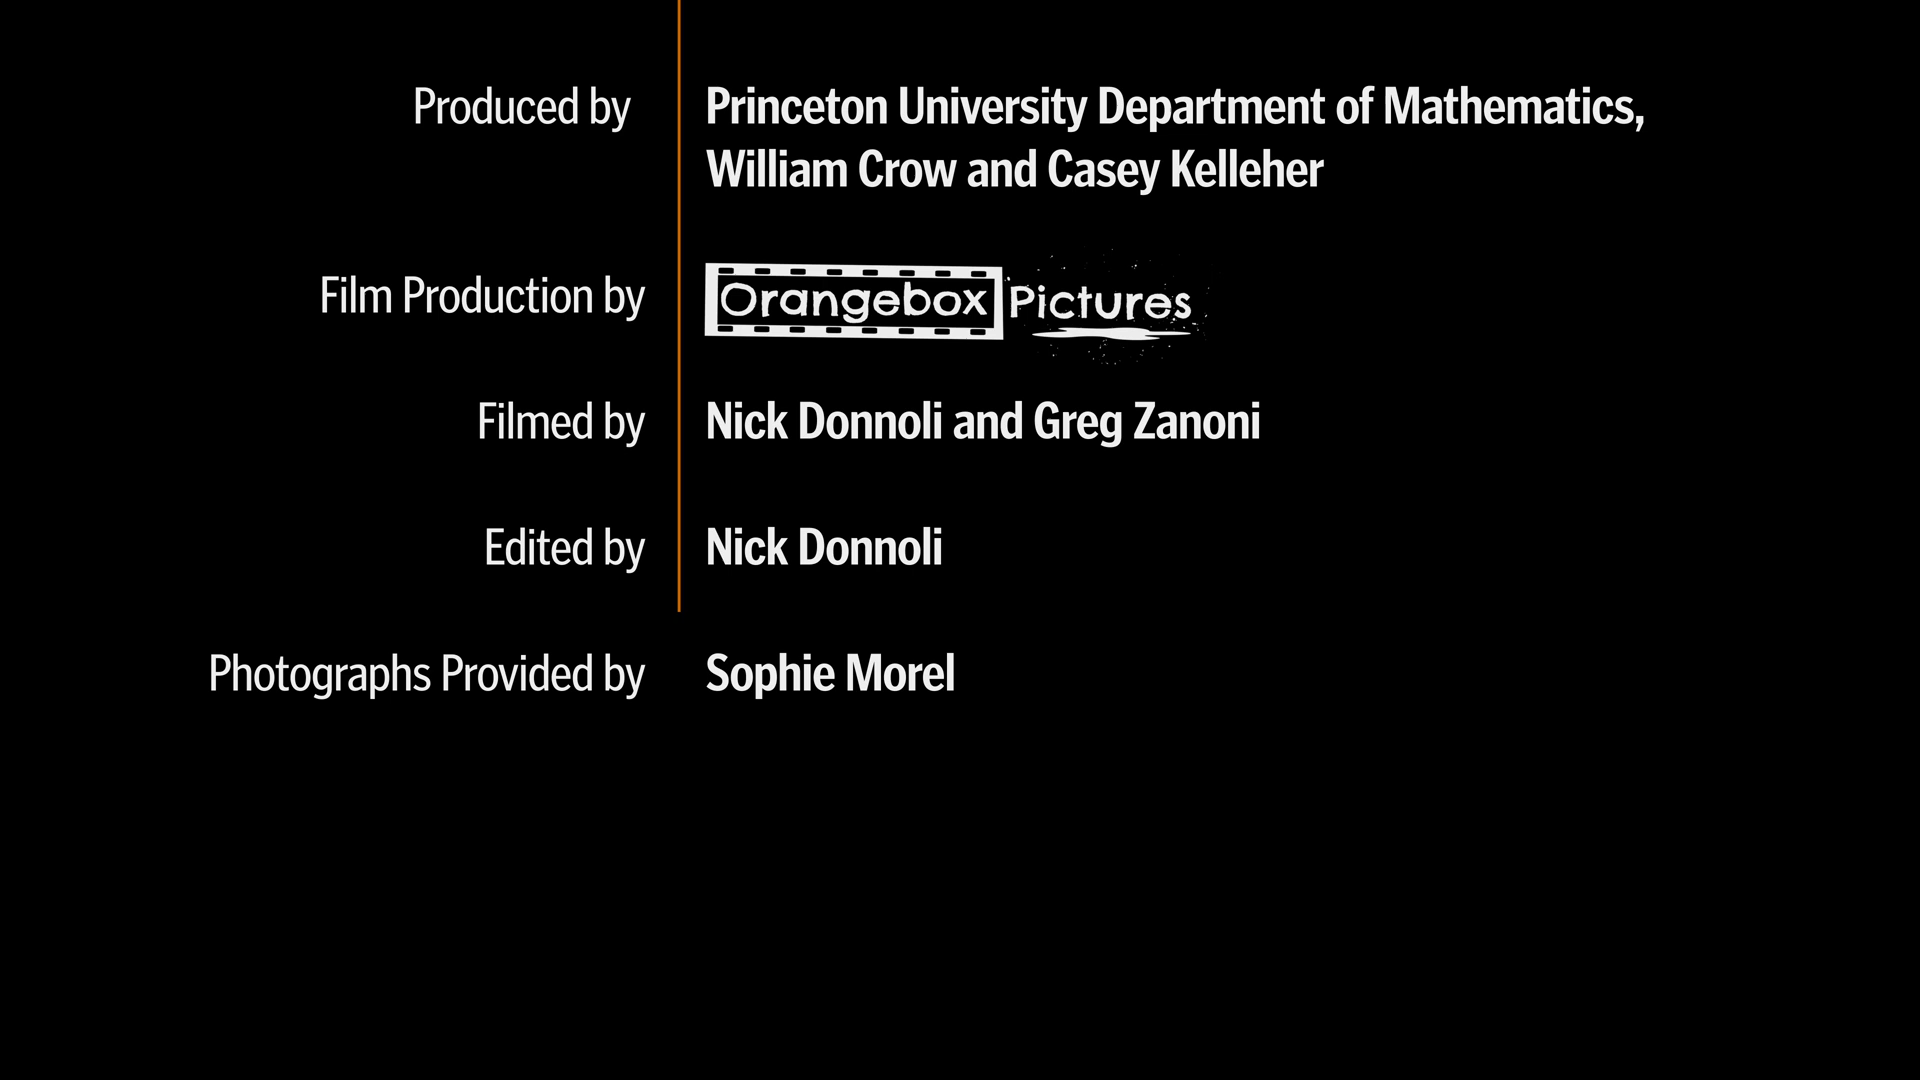 Produced by Princeton University Department of Mathematics,
William Crow and Casey Kelleher
Film Production by Orangebox Pictures
Filmed by Nick Donnoli and Greg Zanoni
Edited by Nick Donnoli
Photographs Provided by Sophie Morel